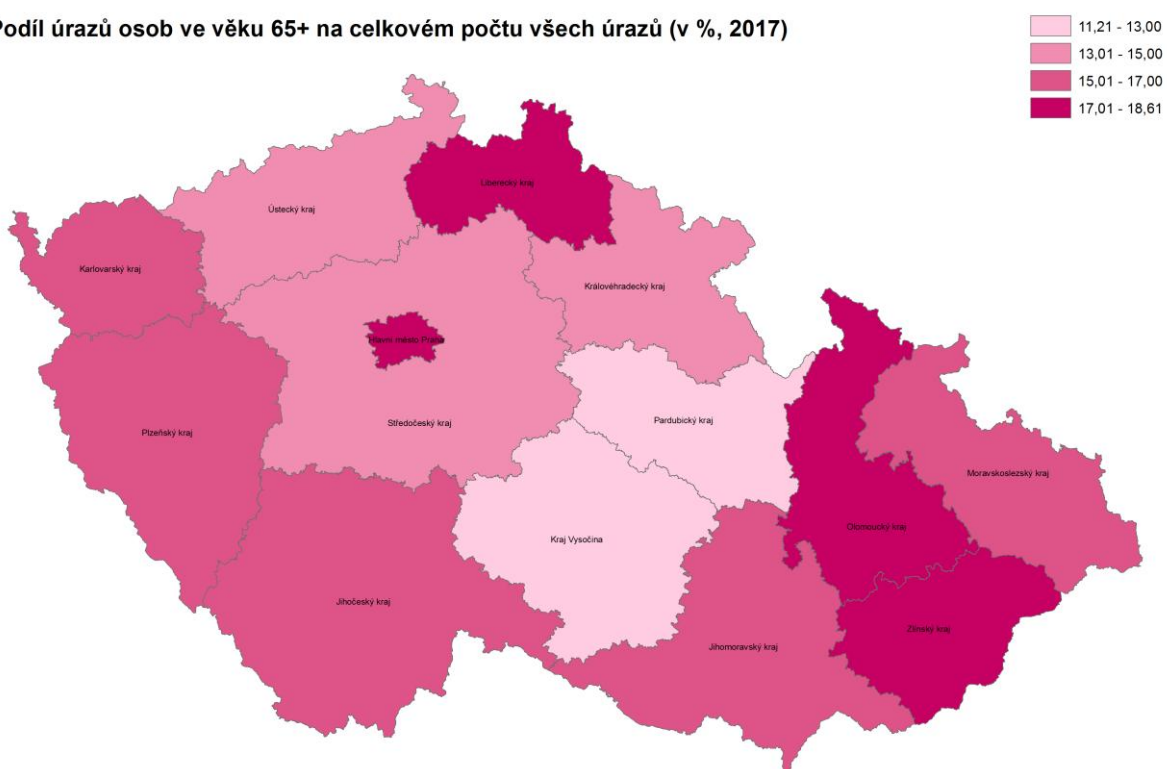 Podíl úrazů osob ve věku 65+ na celkovém počtu všech úrazů (v %, 2017)
11,21 - 13,00
13,01 - 15,00
15,01 - 17,00
17,01 - 18,61
Liberecký kraj
Ústecký kraj
Karlovarský kraj
Královéhradecký kraj
Hlavní město Praha
Plzeňský kraj
Středočeský kraj
Pardubický kraj
Moravskoslezský kraj
Olomoucký kraj
Kraj Vysočina
Jihočeský kraj
Zlínský kraj
Jihomoravský kraj